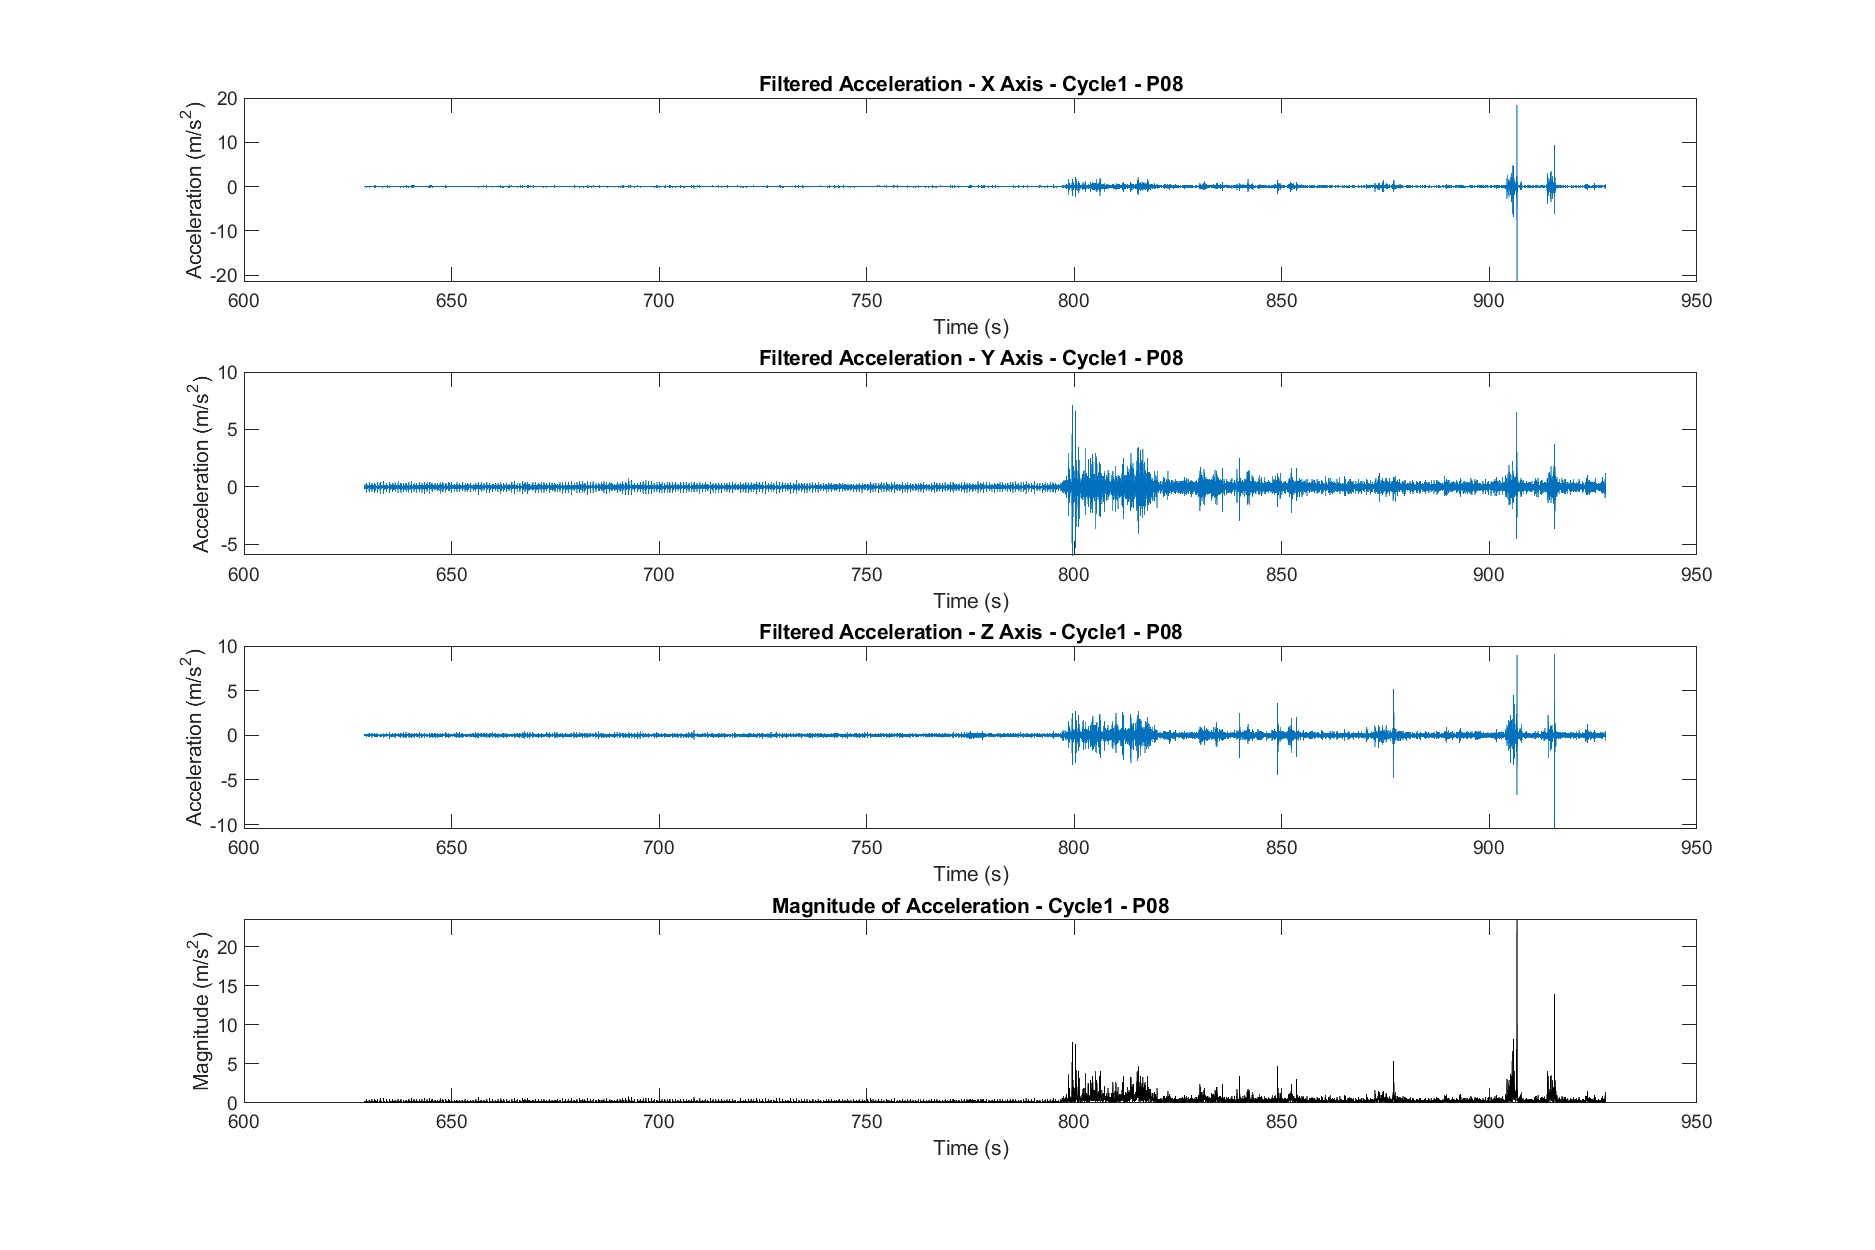 Filtered Acceleration - X Axis - Cycle1 - P08
Acceleration (m/s²)
20
10
0
-10
-20
600 650 700 750 800 850 900 950
Time (s)
Filtered Acceleration - Y Axis - Cycle1 - P08
Acceleration (m/s²)
10
5
0
-5
600 650 700 750 800 850 900 950
Time (s)
Filtered Acceleration - Z Axis - Cycle1 - P08
Acceleration (m/s²)
10
5
0
-5
-10
600 650 700 750 800 850 900 950
Time (s)
Magnitude of Acceleration - Cycle1 - P08
Magnitude (m/s²)
20
15
10
5
0
600 650 700 750 800 850 900 950
Time (s)